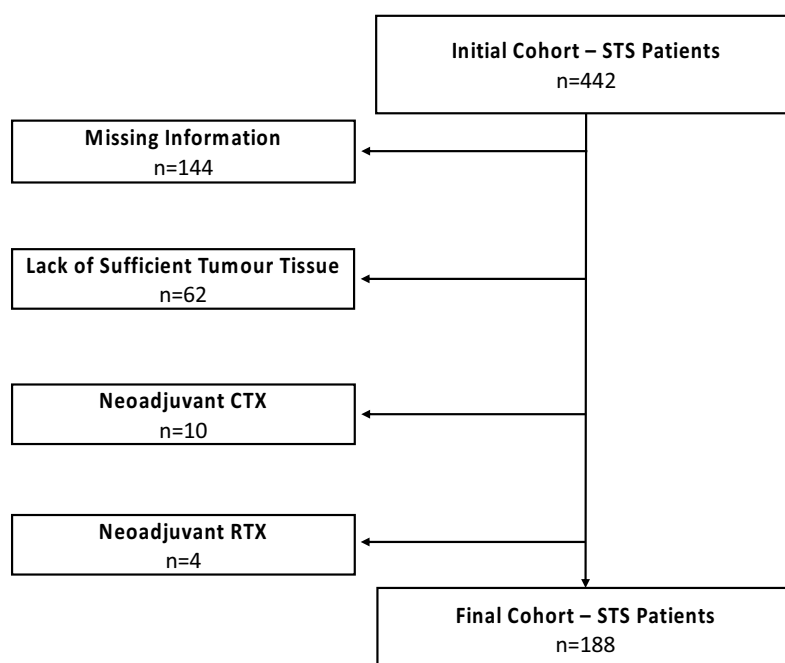 Initial Cohort – STS Patients
n=442
Missing Information
n=144
Lack of Sufficient Tumour Tissue
n=62
Neoadjuvant CTX
n=10
Neoadjuvant RTX
n=4
Final Cohort – STS Patients
n=188